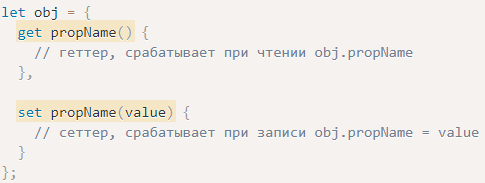 let obj = {
  get propName() {
    // геттер, срабатывает при чтении obj.propName
  },

  set propName(value) {
    // сеттер, срабатывает при записи obj.propName = value
  }
};